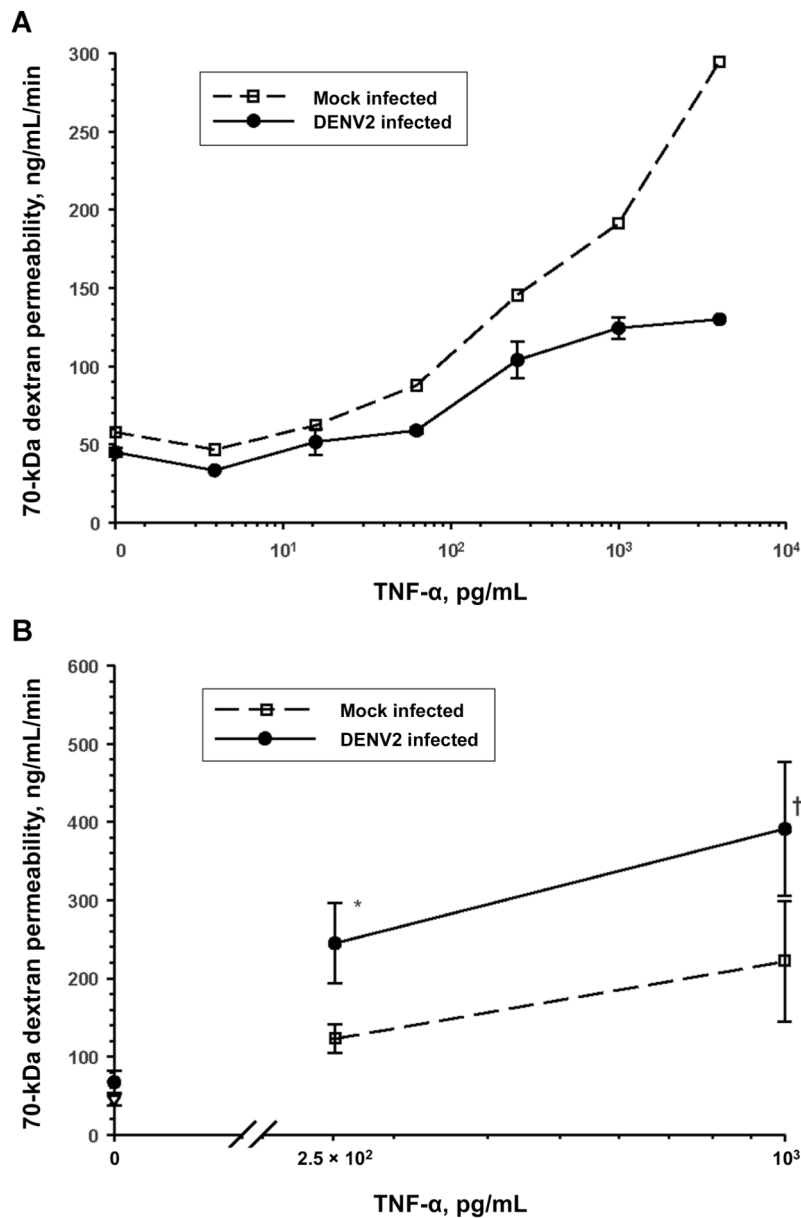 A
300
250
200
150
100
50
0
70-kDa dextran permeability, ng/mL/min
Mock infected
DENV2 infected
0 10¹ 10² 10³ 10⁴
TNF-α, pg/mL
B
600
500
400
300
200
100
0
70-kDa dextran permeability, ng/mL/min
Mock infected
DENV2 infected
*
†
0 2.5 × 10² 10³
TNF-α, pg/mL